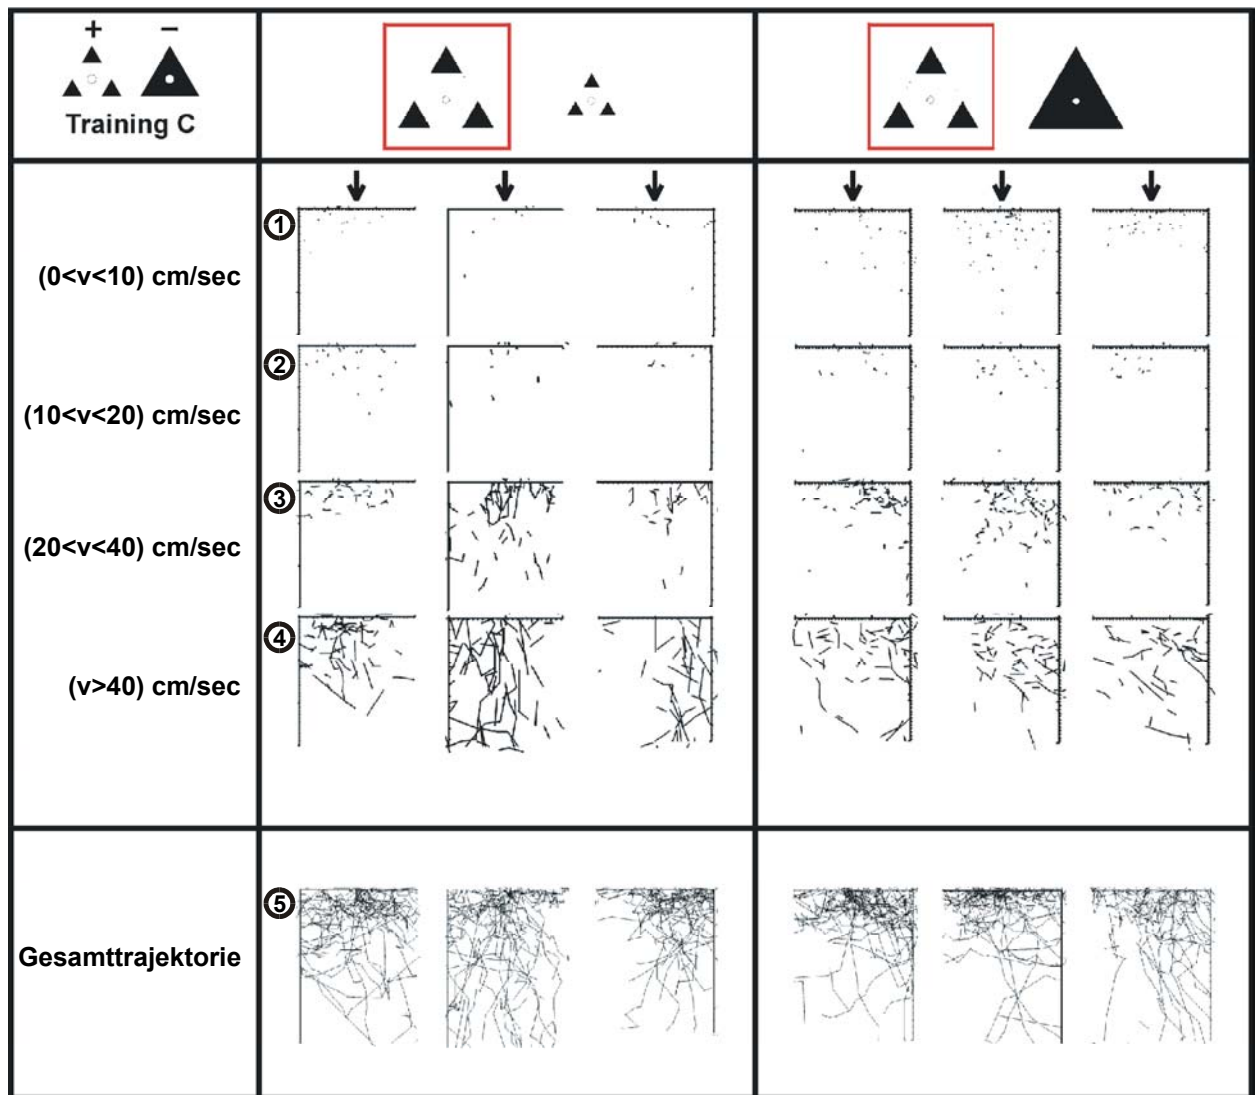 + −
Training C
①
(0<v<10) cm/sec
②
(10<v<20) cm/sec
③
(20<v<40) cm/sec
④
(v>40) cm/sec
⑤
Gesamttrajektorie